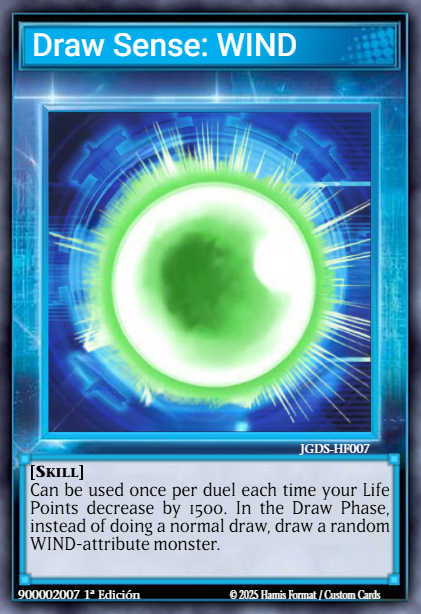 Draw Sense: WIND
JGDS-HF007
[SKILL]
Can be used once per duel each time your Life
Points decrease by 1500. In the Draw Phase,
instead of doing a normal draw, draw a random
WIND-attribute monster.
900002007 1ª Edición © 2025 Hamis Format / Custom Cards